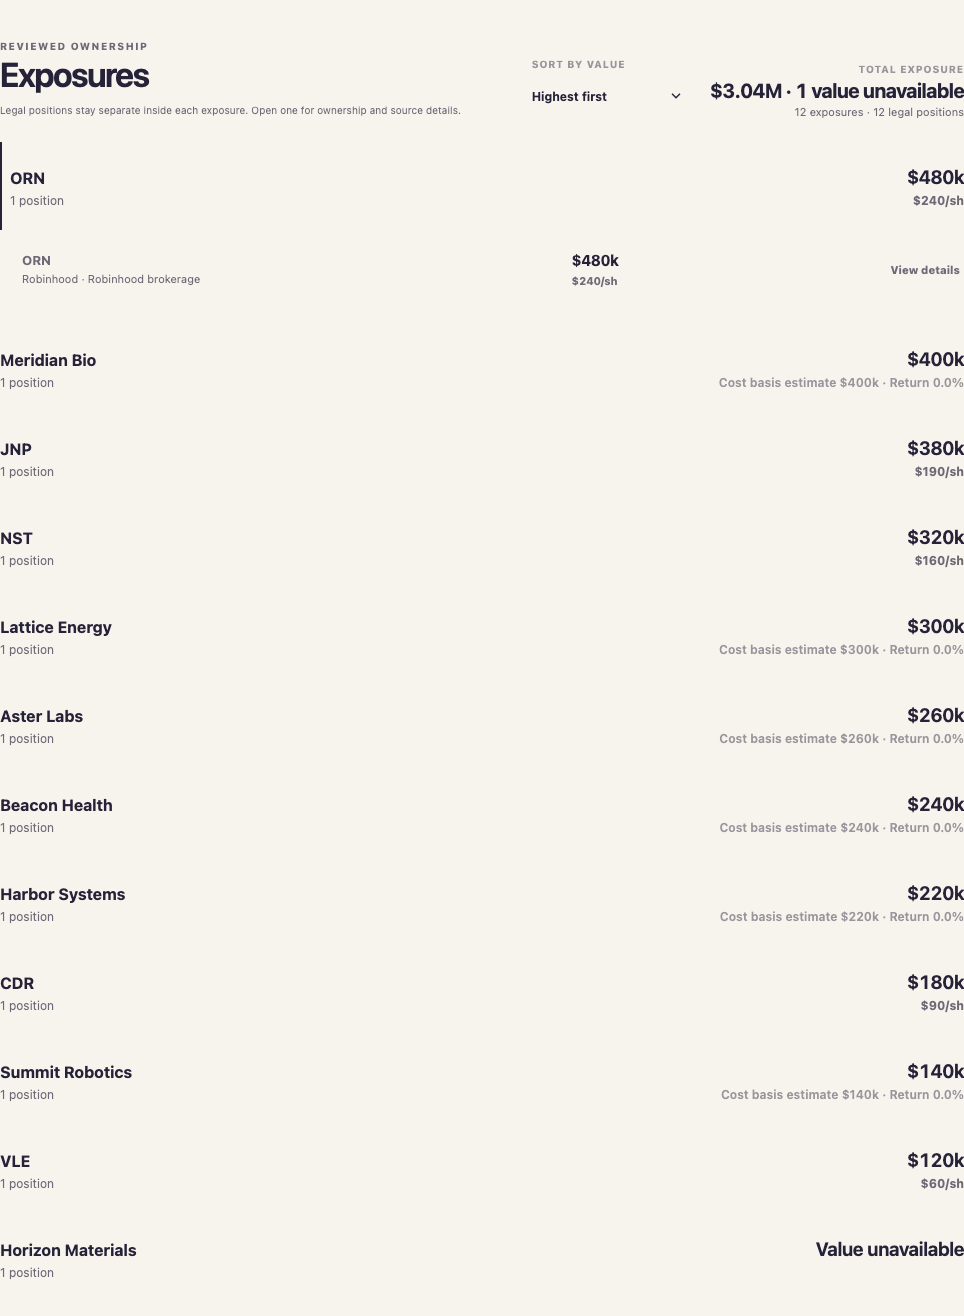 REVIEWED OWNERSHIP
Exposures
Legal positions stay separate inside each exposure. Open one for ownership and source details.
SORT BY VALUE
Highest first
TOTAL EXPOSURE
$3.04M · 1 value unavailable
12 exposures · 12 legal positions
ORN
1 position
$480k
$240/sh
ORN
Robinhood · Robinhood brokerage
$480k
$240/sh
View details
Meridian Bio
1 position
$400k
Cost basis estimate $400k · Return 0.0%
JNP
1 position
$380k
$190/sh
NST
1 position
$320k
$160/sh
Lattice Energy
1 position
$300k
Cost basis estimate $300k · Return 0.0%
Aster Labs
1 position
$260k
Cost basis estimate $260k · Return 0.0%
Beacon Health
1 position
$240k
Cost basis estimate $240k · Return 0.0%
Harbor Systems
1 position
$220k
Cost basis estimate $220k · Return 0.0%
CDR
1 position
$180k
$90/sh
Summit Robotics
1 position
$140k
Cost basis estimate $140k · Return 0.0%
VLE
1 position
$120k
$60/sh
Horizon Materials
1 position
Value unavailable